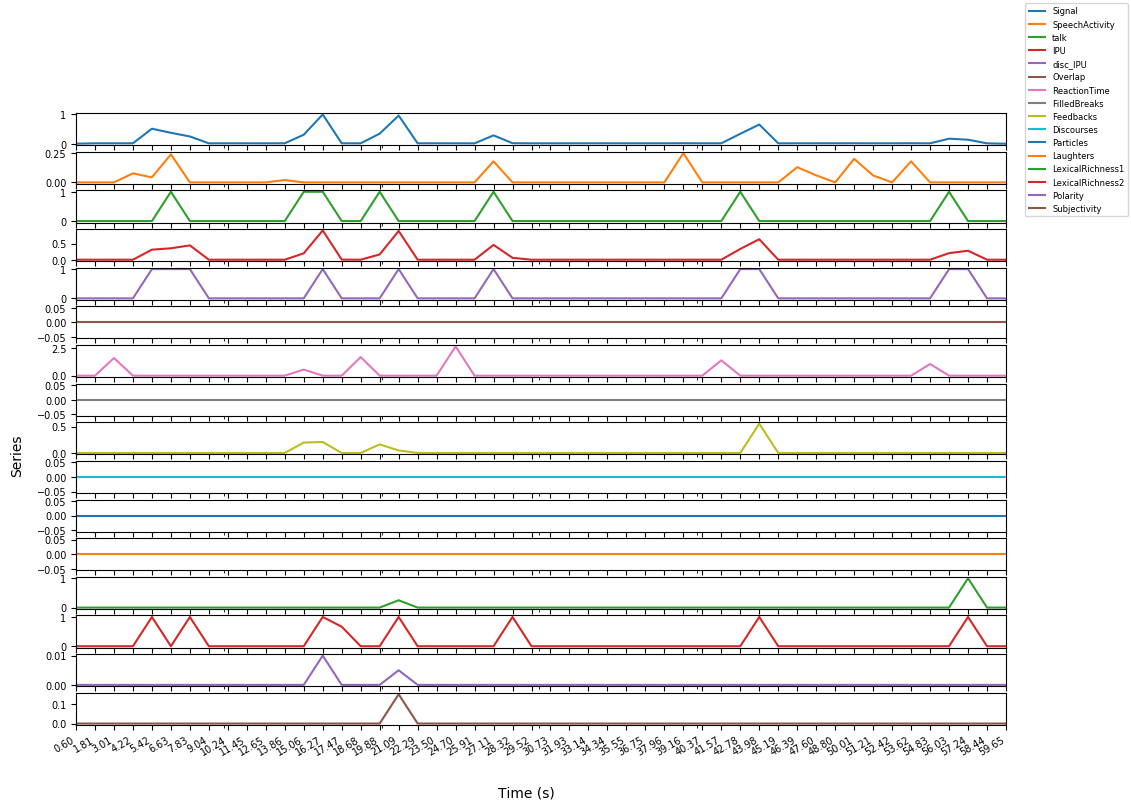 Signal
SpeechActivity
talk
IPU
disc_IPU
Overlap
ReactionTime
FilledBreaks
Feedbacks
Discourses
Particles
Laughters
LexicalRichness1
LexicalRichness2
Polarity
Subjectivity
1
0
0.25
0.00
1
0
0.5
0.0
1
0
0.05
0.00
−0.05
2.5
0.0
0.05
0.00
−0.05
0.5
0.0
0.05
0.00
−0.05
0.05
0.00
−0.05
0.05
0.00
−0.05
1
0
1
0
0.01
0.00
0.1
0.0
Series
0.60 1.81 3.01 4.22 5.42 6.63 7.83 9.04 10.24 11.45 12.65 13.86 15.06 16.27 17.47 18.68 19.88 21.09 22.29 23.50 24.70 25.91 27.11 28.32 29.52 30.73 31.93 33.14 34.34 35.55 36.75 37.96 39.16 40.37 41.57 42.78 43.98 45.19 46.39 47.60 48.80 50.01 51.21 52.42 53.62 54.83 56.03 57.24 58.44 59.65
Time (s)